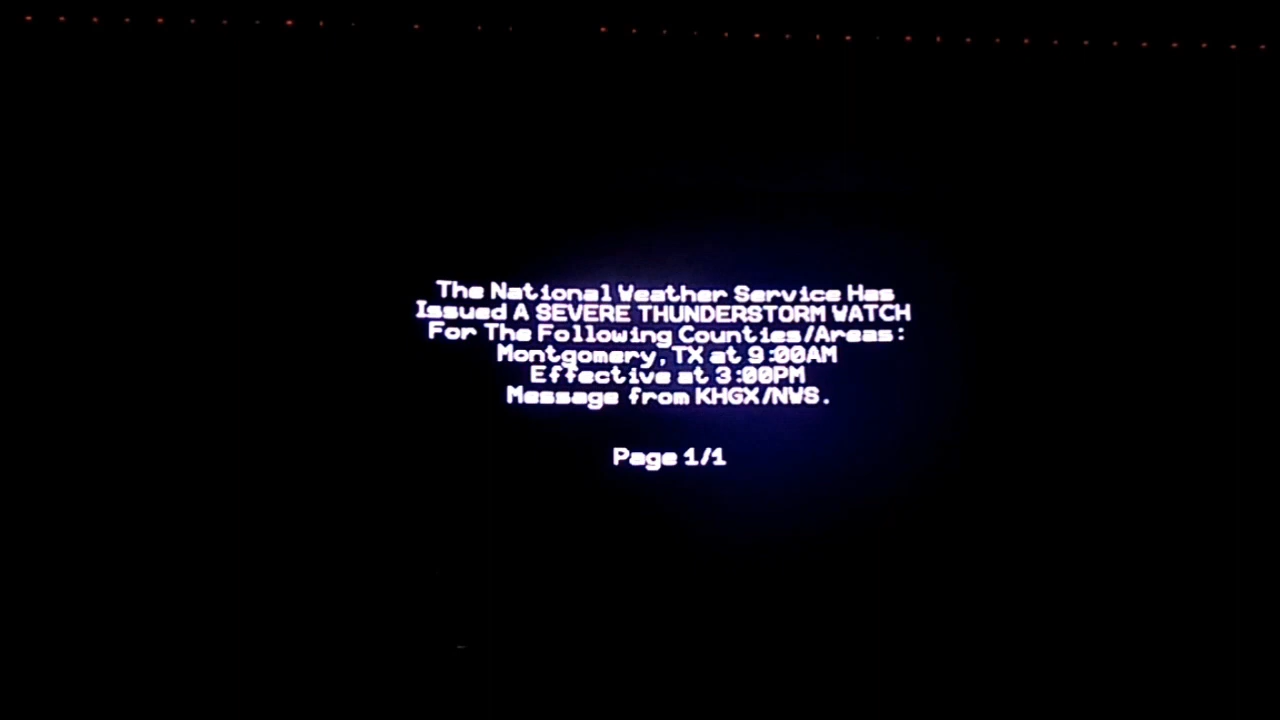 The National Weather Service Has
Issued A SEVERE THUNDERSTORM WATCH
For The Following Counties/Areas:
Montgomery, TX at 9:00AM
Effective at 3:00PM
Message from KHGX/NWS.
Page 1/1